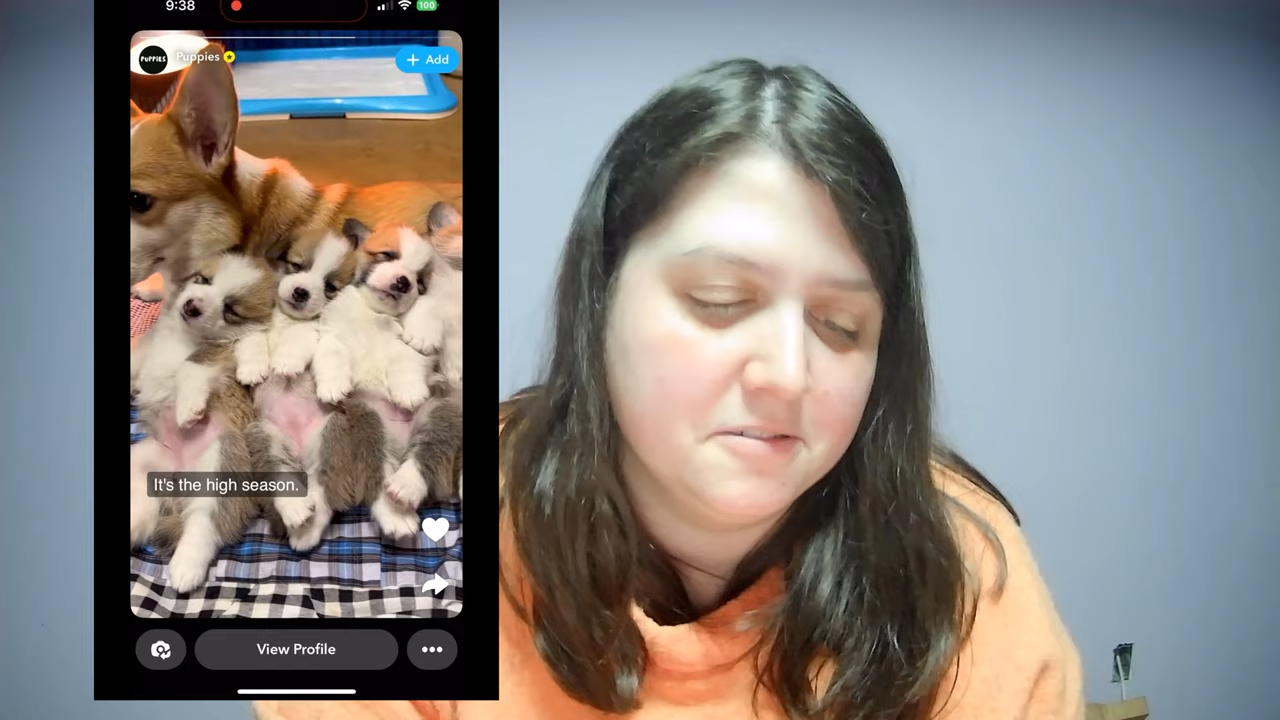 9:38
100
PUPPIES
Puppies
+ Add
It's the high season.
View Profile